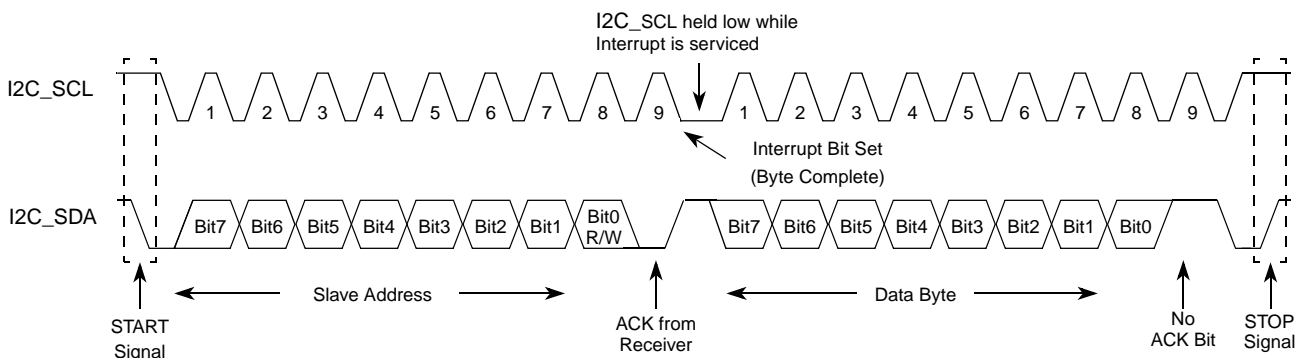 I2C_SCL held low while
Interrupt is serviced
I2C_SCL
1 2 3 4 5 6 7 8 9 1 2 3 4 5 6 7 8 9
Interrupt Bit Set
(Byte Complete)
I2C_SDA
Bit7 Bit6 Bit5 Bit4 Bit3 Bit2 Bit1 Bit0 R/W Bit7 Bit6 Bit5 Bit4 Bit3 Bit2 Bit1 Bit0
Slave Address
Data Byte
START
Signal
ACK from
Receiver
No
ACK Bit
STOP
Signal